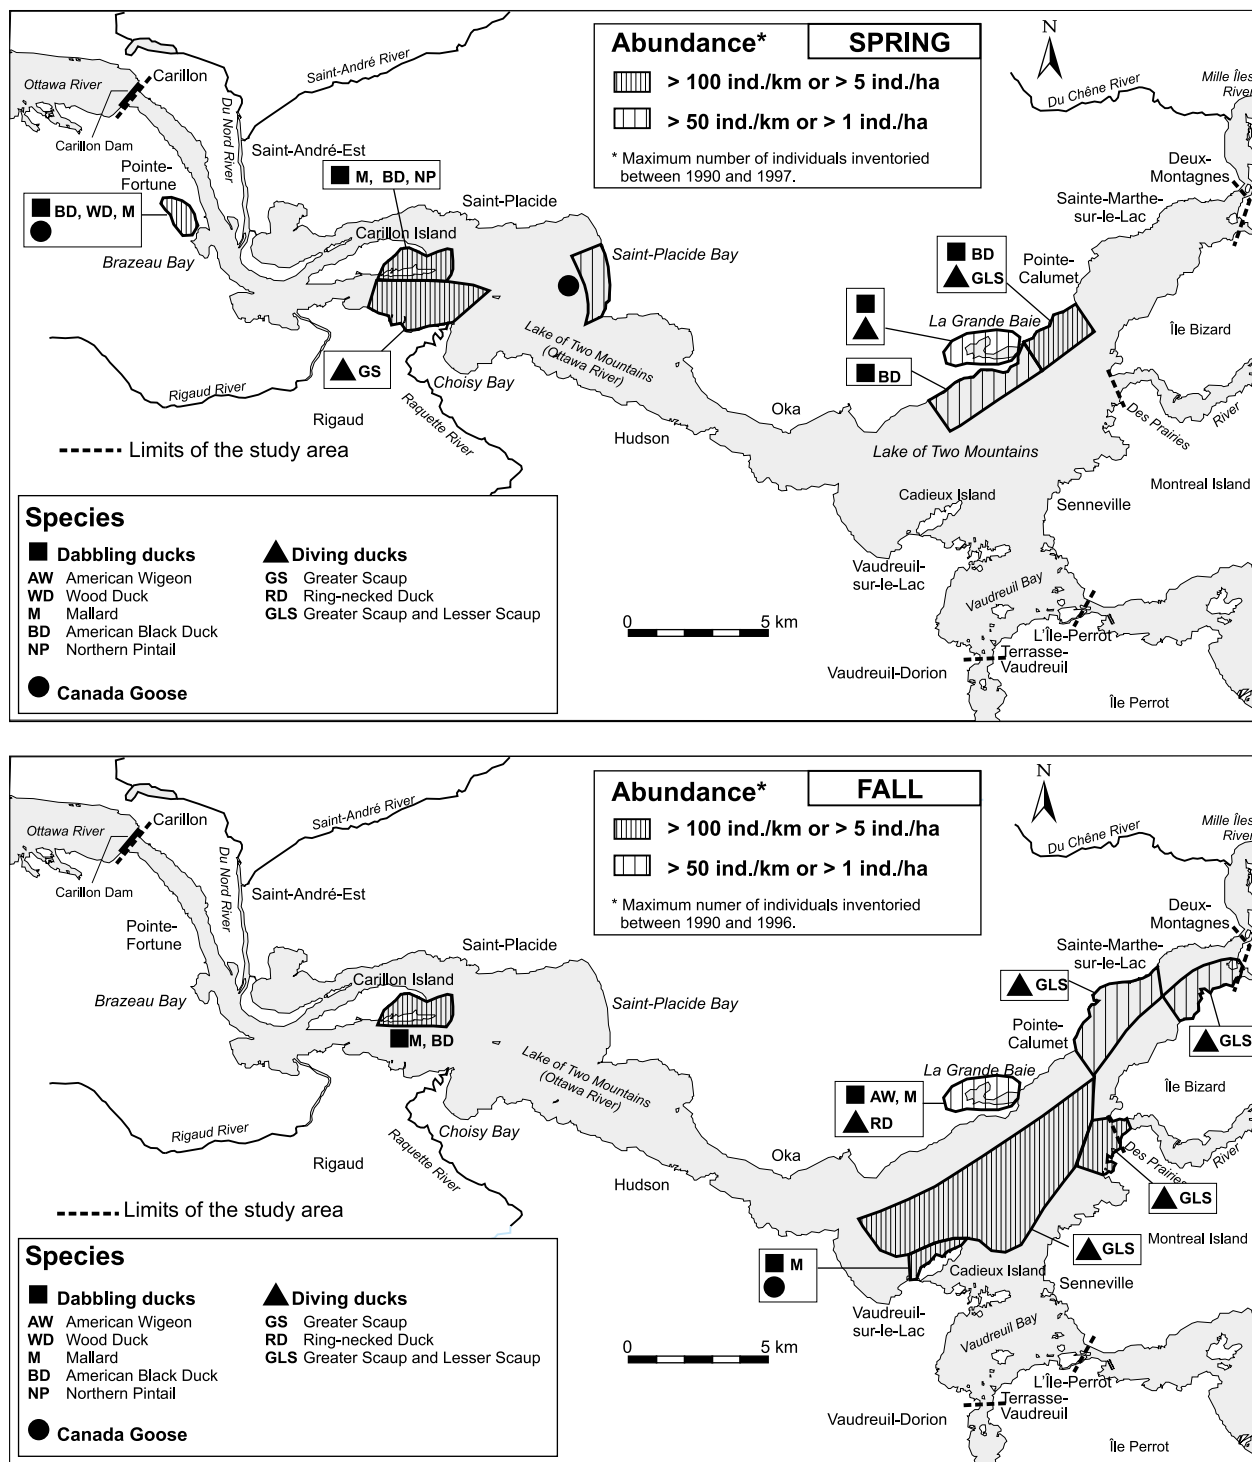 Abundance*
SPRING
> 100 ind./km or > 5 ind./ha
> 50 ind./km or > 1 ind./ha
* Maximum number of individuals inventoried
between 1990 and 1997.
N
Du Chêne River
Mille Îles
River
Saint-André River
Carillon
Ottawa River
Du Nord River
Carillon Dam
Saint-André-Est
Pointe-
Fortune
M, BD, NP
BD, WD, M
Saint-Placide
Carillon Island
Brazeau Bay
Saint-Placide Bay
Deux-
Montagnes
Sainte-Marthe-
sur-le-Lac
BD
GLS
Pointe-
Calumet
La Grande Baie
Île Bizard
BD
Lake of Two Mountains
(Ottawa River)
GS
Choisy Bay
Rigaud River
Rigaud
Raquette River
Oka
Hudson
Des Prairies
River
Limits of the study area
Lake of Two Mountains
Montreal Island
Cadieux Island
Senneville
Vaudreuil-
sur-le-Lac
Vaudreuil Bay
L'Île-Perrot
Terrasse-
Vaudreuil
Vaudreuil-Dorion
Île Perrot
0 5 km
Species
Dabbling ducks
AW American Wigeon
WD Wood Duck
M Mallard
BD American Black Duck
NP Northern Pintail
Canada Goose
Diving ducks
GS Greater Scaup
RD Ring-necked Duck
GLS Greater Scaup and Lesser Scaup
Abundance*
FALL
> 100 ind./km or > 5 ind./ha
> 50 ind./km or > 1 ind./ha
* Maximum numer of individuals inventoried
between 1990 and 1996.
N
Du Chêne River
Mille Îles
River
Saint-André River
Carillon
Ottawa River
Du Nord River
Carillon Dam
Saint-André-Est
Pointe-
Fortune
Saint-Placide
Carillon Island
Brazeau Bay
Saint-Placide Bay
M, BD
Deux-
Montagnes
Sainte-Marthe-
sur-le-Lac
GLS
Pointe-
Calumet
GLS
La Grande Baie
Île Bizard
AW, M
RD
Lake of Two Mountains
(Ottawa River)
Choisy Bay
Rigaud River
Rigaud
Raquette River
Oka
Hudson
Des Prairies
River
GLS
Limits of the study area
GLS
Montreal Island
M
Cadieux Island
Senneville
Vaudreuil-
sur-le-Lac
Vaudreuil Bay
L'Île-Perrot
Terrasse-
Vaudreuil
Vaudreuil-Dorion
Île Perrot
0 5 km
Species
Dabbling ducks
AW American Wigeon
WD Wood Duck
M Mallard
BD American Black Duck
NP Northern Pintail
Canada Goose
Diving ducks
GS Greater Scaup
RD Ring-necked Duck
GLS Greater Scaup and Lesser Scaup